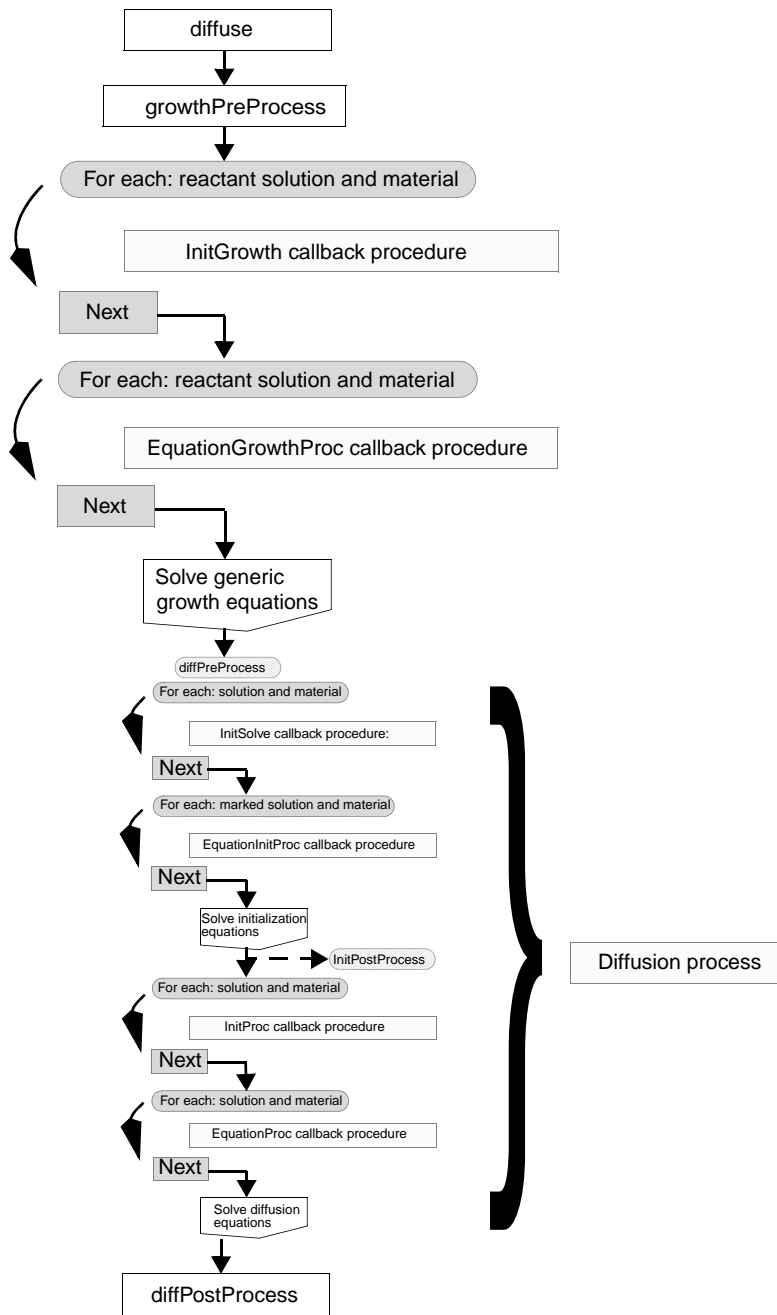 diffuse
growthPreProcess
For each: reactant solution and material
InitGrowth callback procedure
Next
For each: reactant solution and material
EquationGrowthProc callback procedure
Next
Solve generic
growth equations
diffPreProcess
For each: solution and material
InitSolve callback procedure:
Next
For each: marked solution and material
EquationInitProc callback procedure
Next
Solve initialization
equations
InitPostProcess
For each: solution and material
Diffusion process
InitProc callback procedure
Next
For each: solution and material
EquationProc callback procedure
Next
Solve diffusion
equations
diffPostProcess